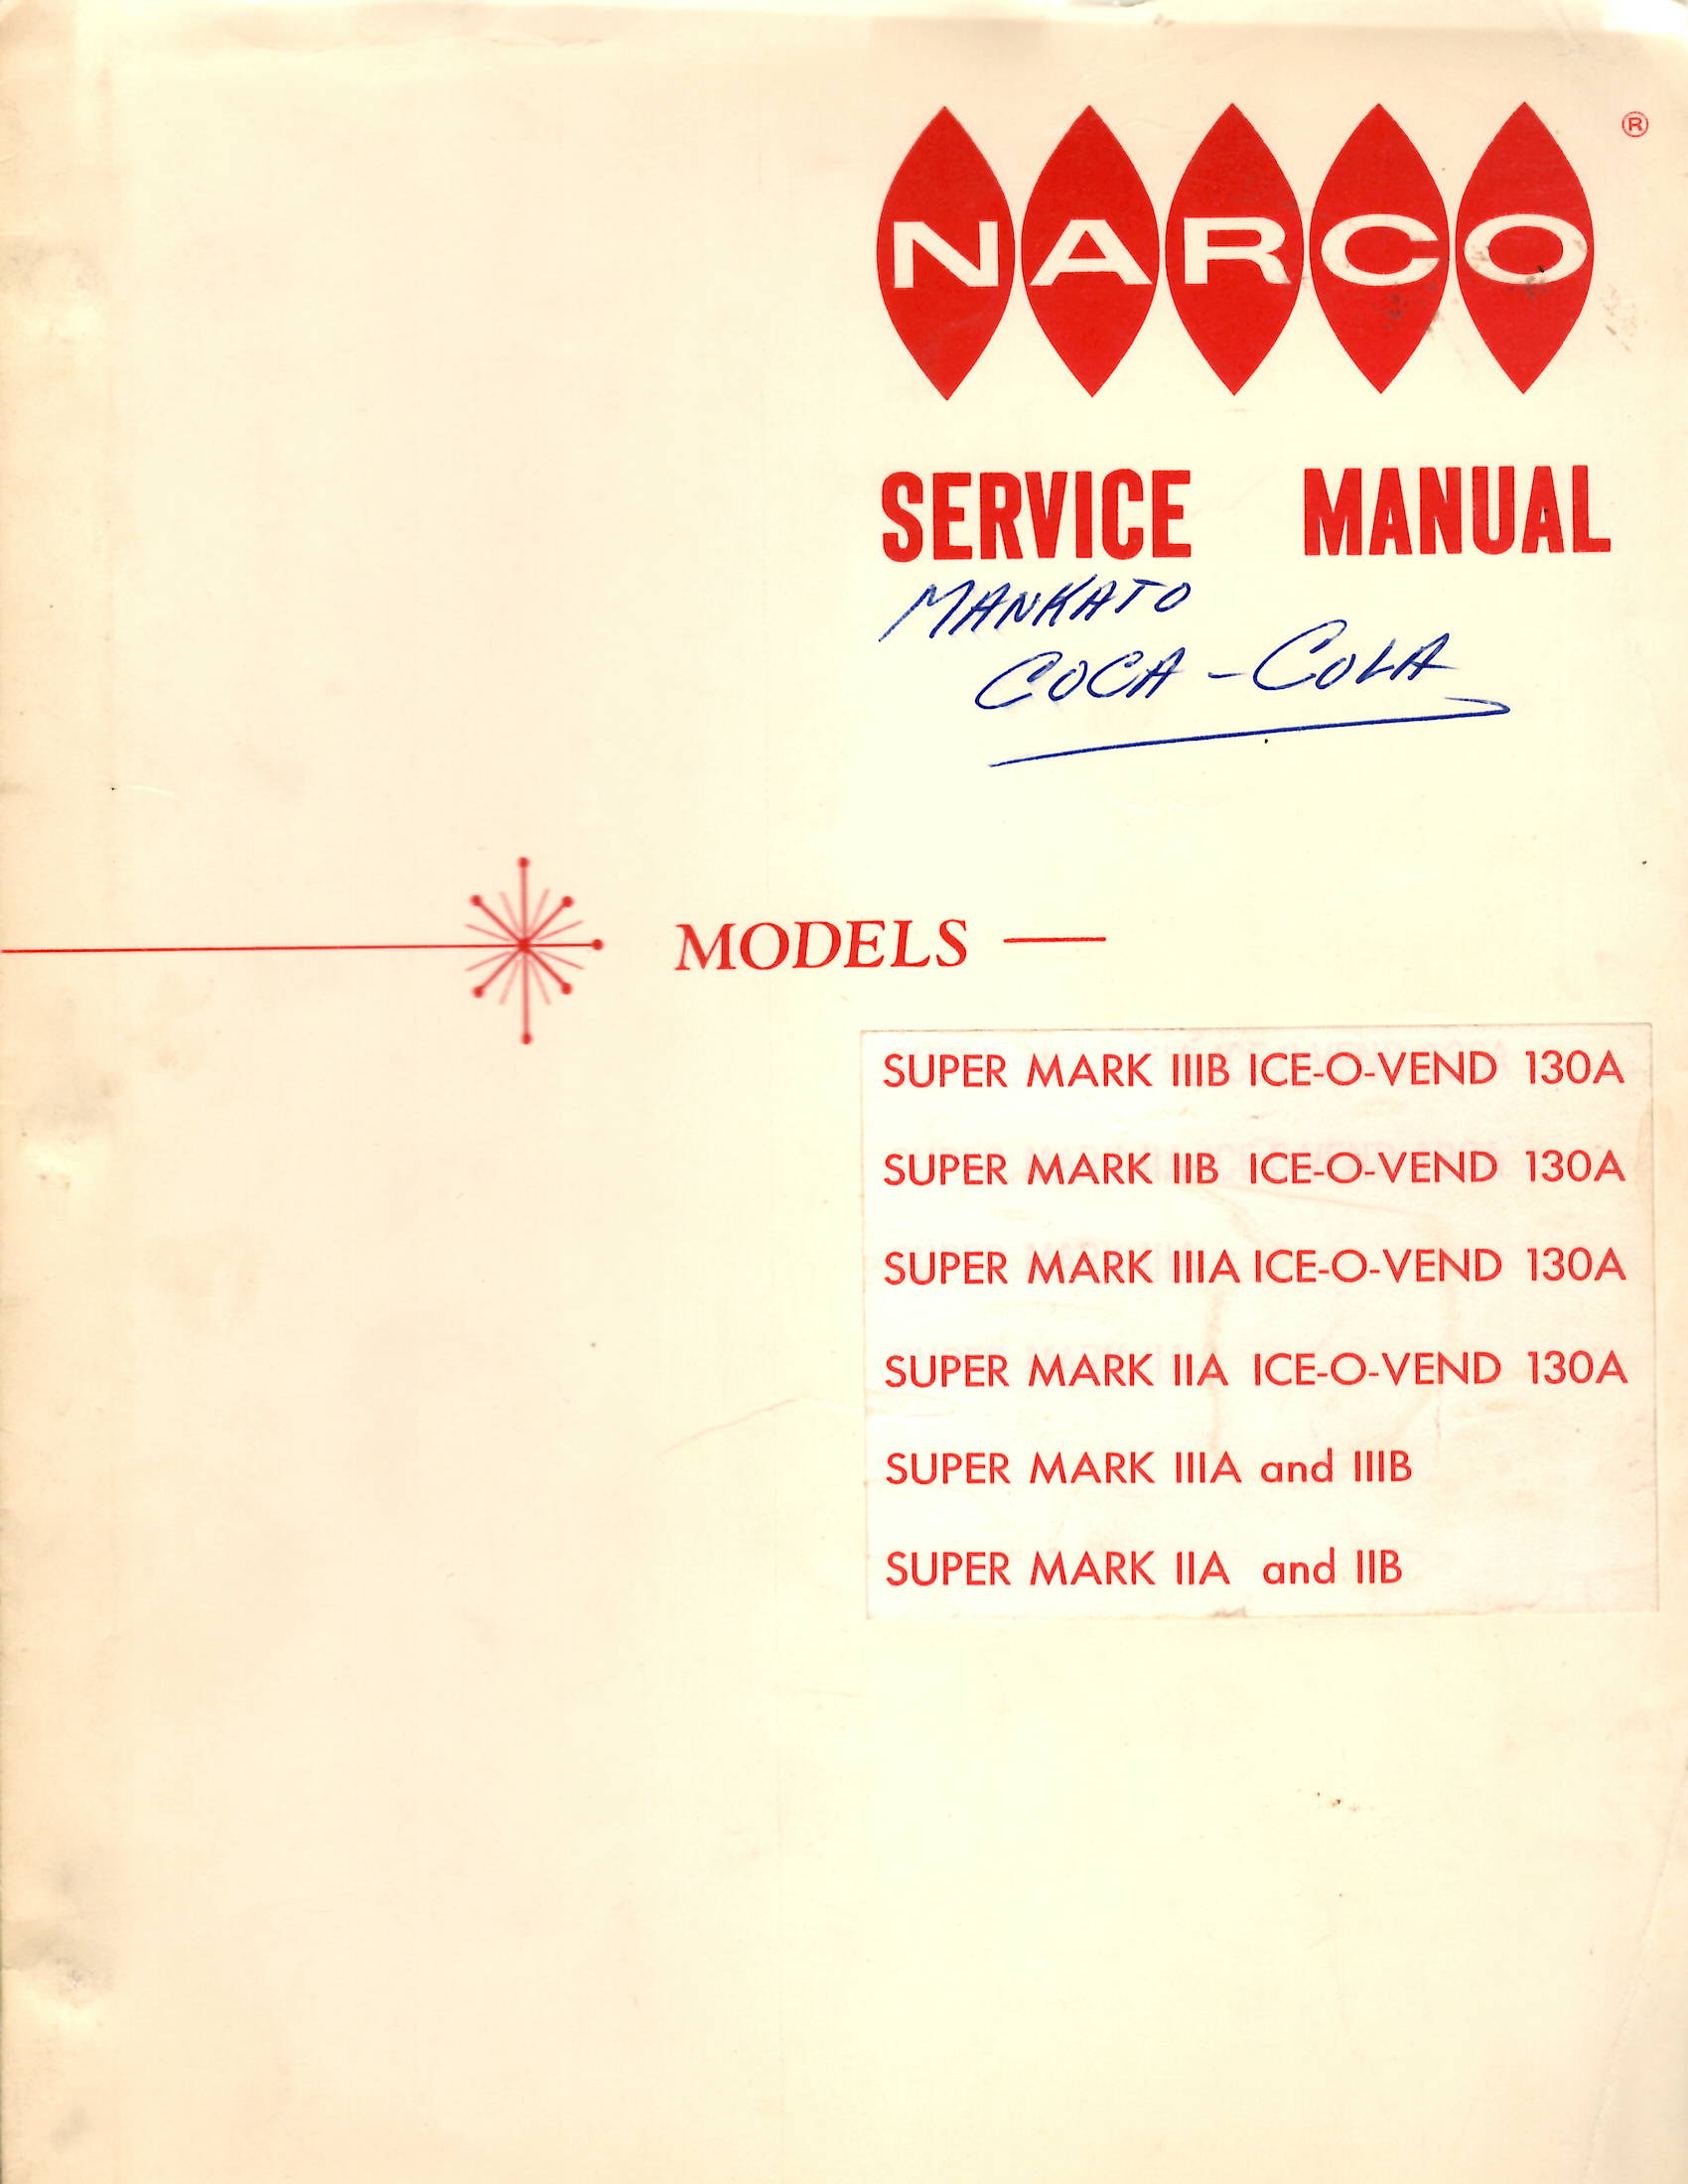 NARCO ®
SERVICE MANUAL
MANKATO
COCA-COLA
MODELS —
SUPER MARK IIIB ICE-O-VEND 130A
SUPER MARK IIB ICE-O-VEND 130A
SUPER MARK IIIA ICE-O-VEND 130A
SUPER MARK IIA ICE-O-VEND 130A
SUPER MARK IIIA and IIIB
SUPER MARK IIA and IIB